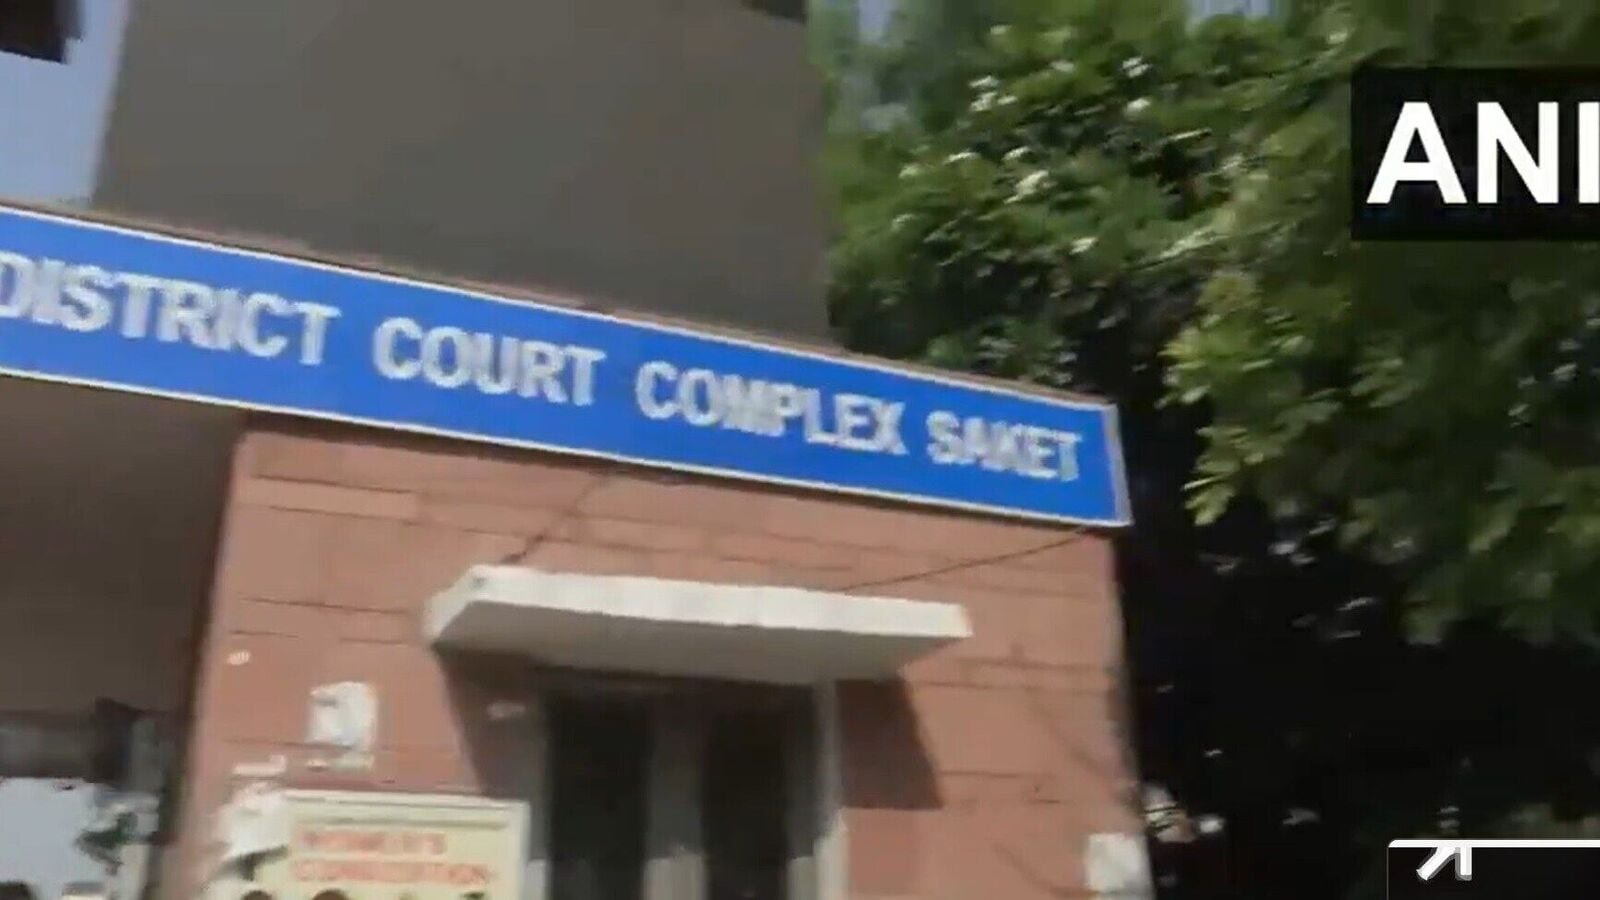 ANI
DISTRICT COURT COMPLEX SAKET